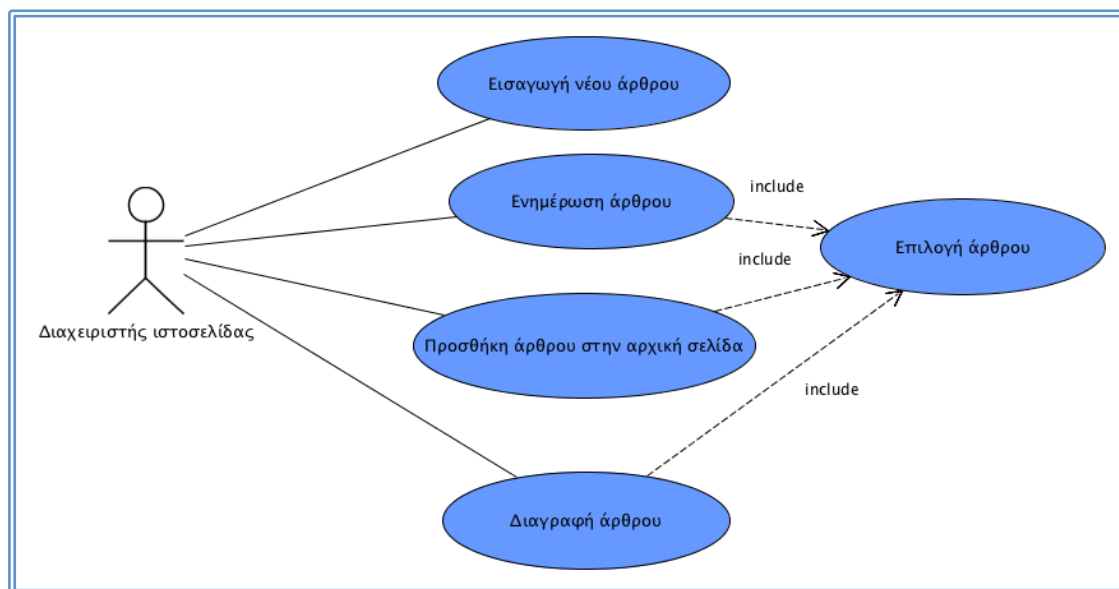 Εισαγωγή νέου άρθρου
Ενημέρωση άρθρου
include
Επιλογή άρθρου
include
Διαχειριστής ιστοσελίδας
Προσθήκη άρθρου στην αρχική σελίδα
include
Διαγραφή άρθρου